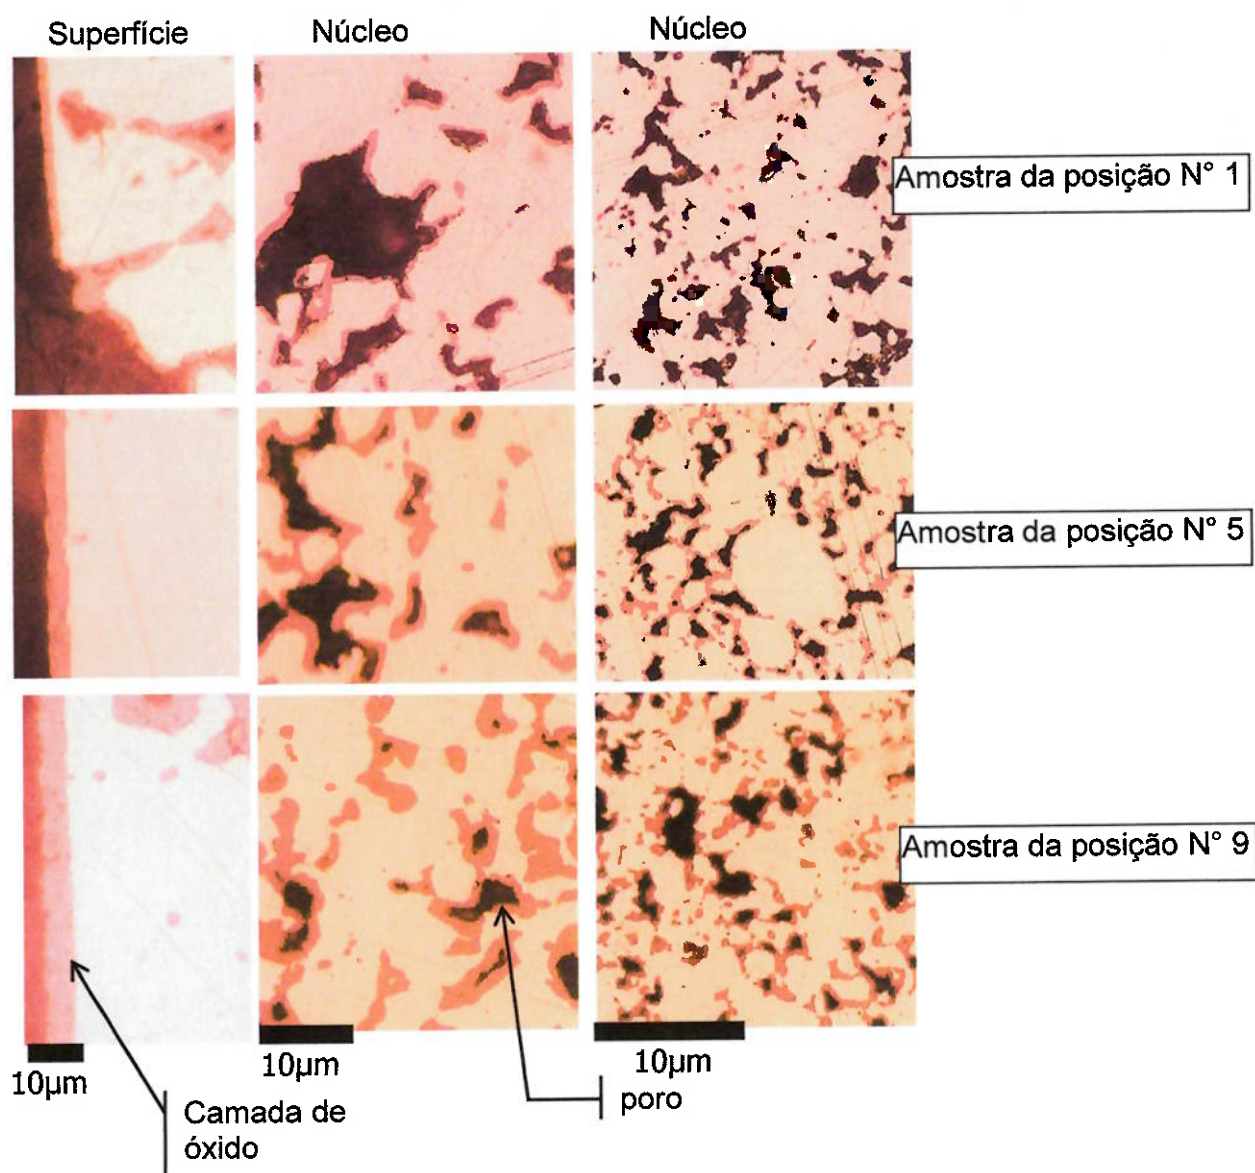 Superfície
Núcleo
Núcleo
Amostra da posição N° 1
Amostra da posição N° 5
Amostra da posição N° 9
10µm
10µm
10µm
Camada de
óxido
poro